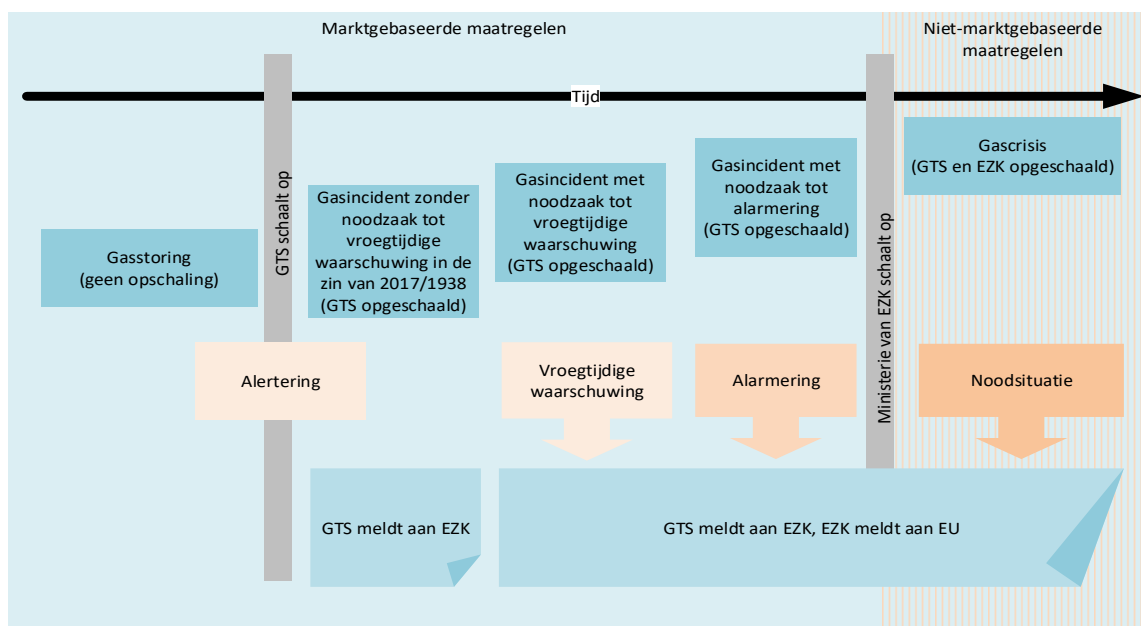 Marktgebaseerde maatregelen
Niet-marktgebaseerde
maatregelen
Tijd
GTS schaalt op
Ministerie van EZK schaalt op
Gasstoring
(geen opschaling)
Gasincident zonder
noodzaak tot
vroegtijdige
waarschuwing in de
zin van 2017/1938
(GTS opgeschaald)
Gasincident met
noodzaak tot
vroegtijdige
waarschuwing
(GTS opgeschaald)
Gasincident met
noodzaak tot
alarmering
(GTS opgeschaald)
Gascrisis
(GTS en EZK opgeschaald)
Alertering
Vroegtijdige
waarschuwing
Alarmering
Noodsituatie
GTS meldt aan EZK
GTS meldt aan EZK, EZK meldt aan EU